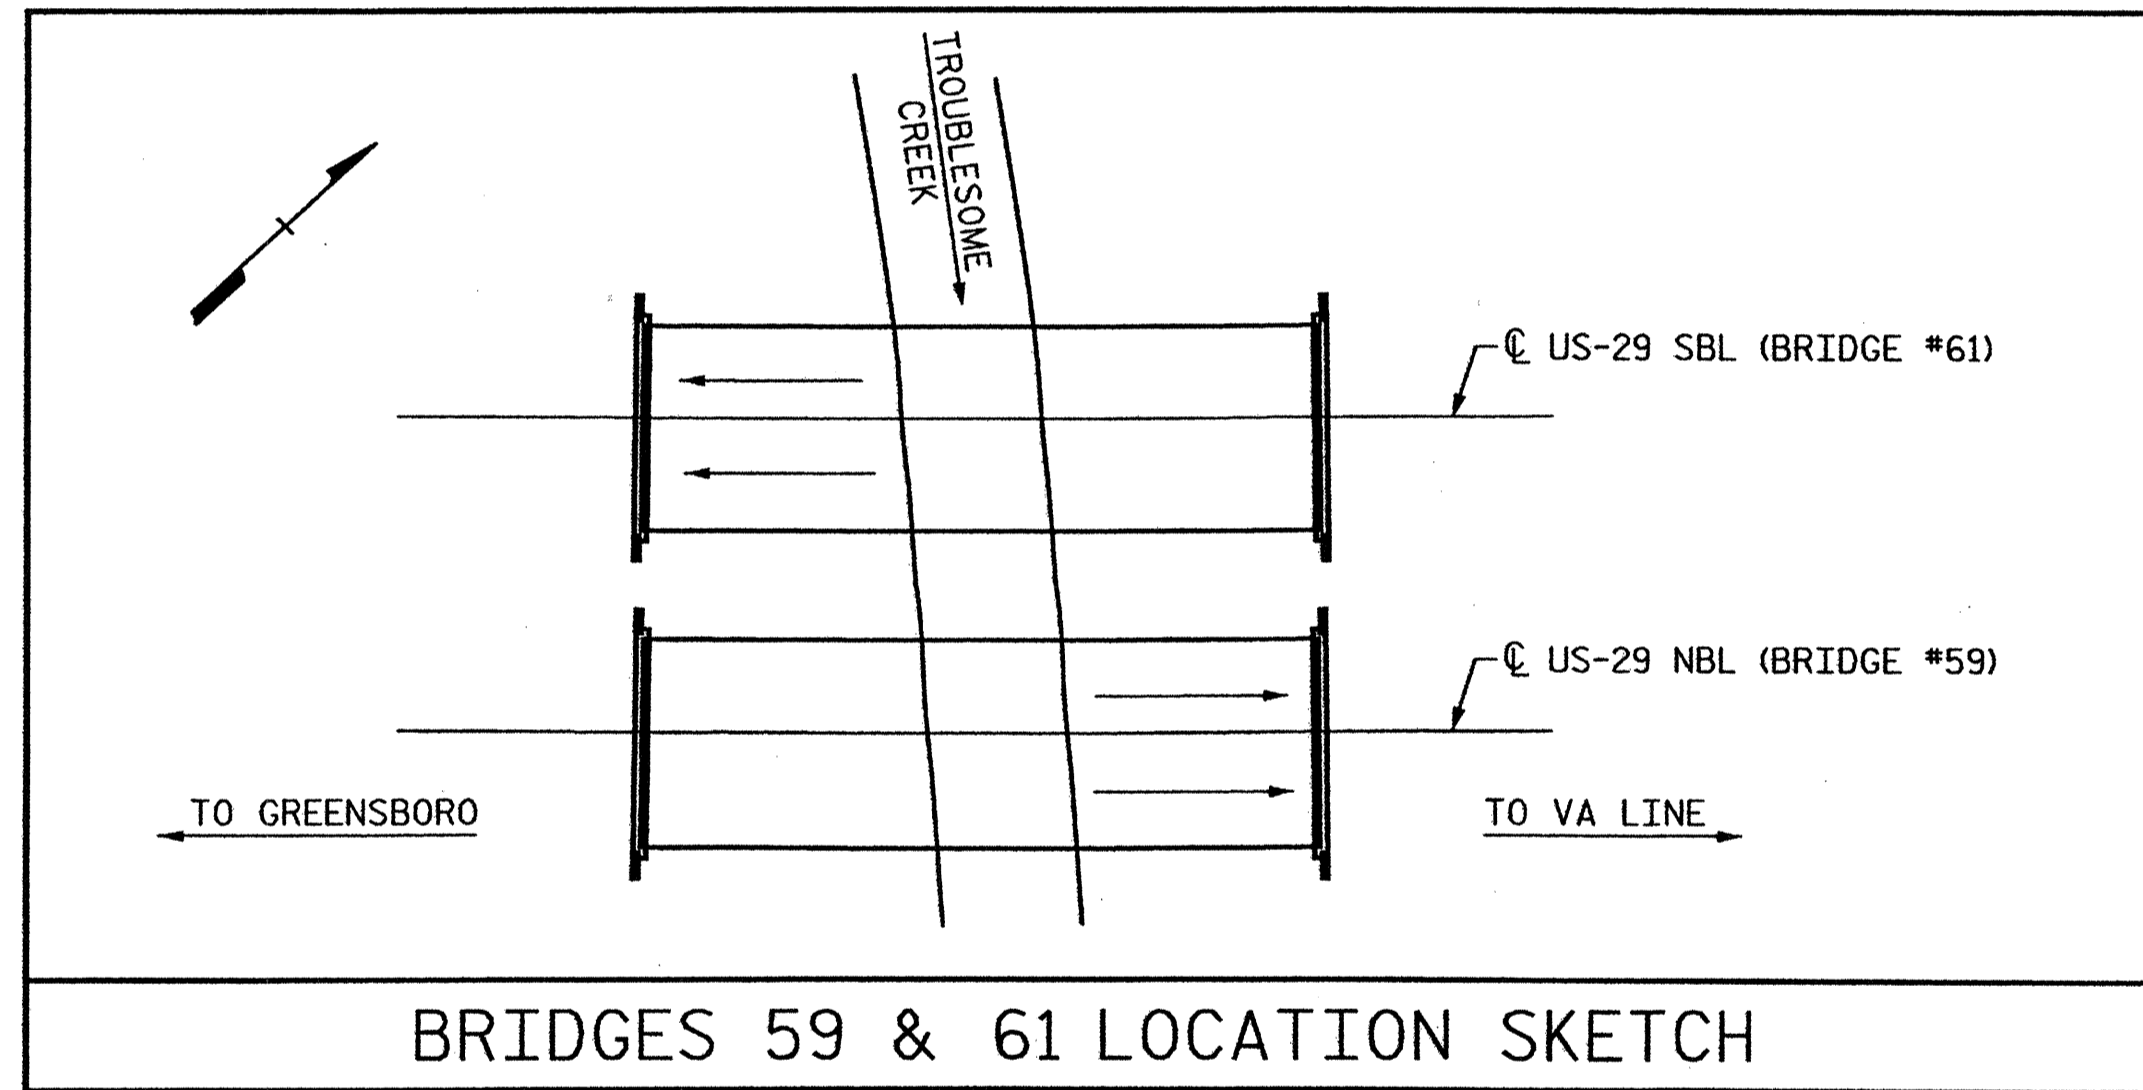 TROUBLESOME
CREEK
℄ US-29 SBL (BRIDGE #61)
℄ US-29 NBL (BRIDGE #59)
TO GREENSBORO
TO VA LINE
BRIDGES 59 & 61 LOCATION SKETCH